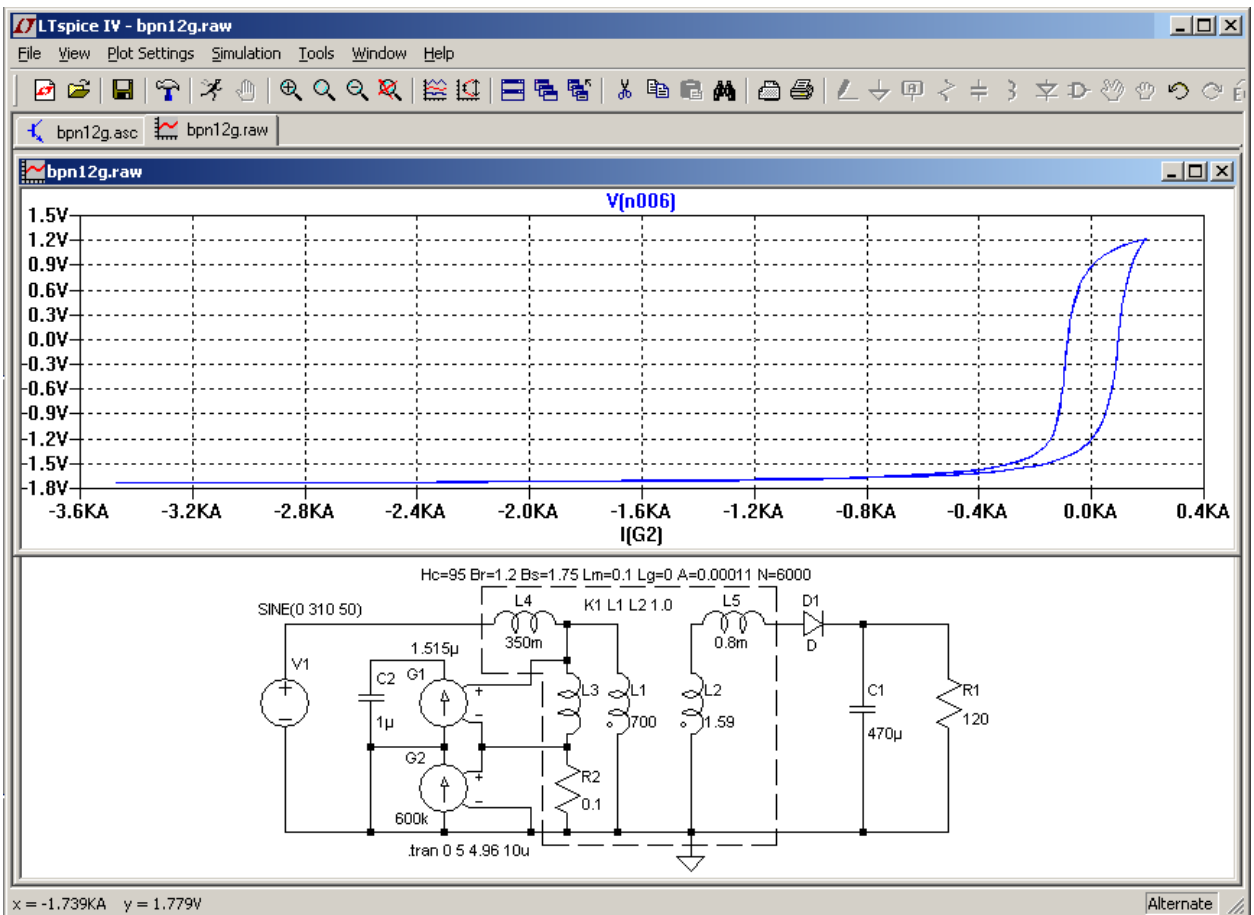 LTspice IV - bpn12g.raw
File View Plot Settings Simulation Tools Window Help
bpn12g.asc bpn12g.raw
bpn12g.raw
V(n006)
1.5V
1.2V
0.9V
0.6V
0.3V
0.0V
-0.3V
-0.6V
-0.9V
-1.2V
-1.5V
-1.8V
-3.6KA -3.2KA -2.8KA -2.4KA -2.0KA -1.6KA -1.2KA -0.8KA -0.4KA 0.0KA 0.4KA
I(G2)
Hc=95 Br=1.2 Bs=1.75 Lm=0.1 Lg=0 A=0.00011 N=6000
SINE(0 310 50)
L4
K1 L1 L2 1.0
L5
D1
350m
0.8m
D
1.515µ
V1
C2
G1
L3
L1
L2
C1
R1
1µ
700
1.59
470µ
120
G2
R2
0.1
600k
.tran 0 5 4.96 10u
x = -1.739KA y = 1.779V
Alternate